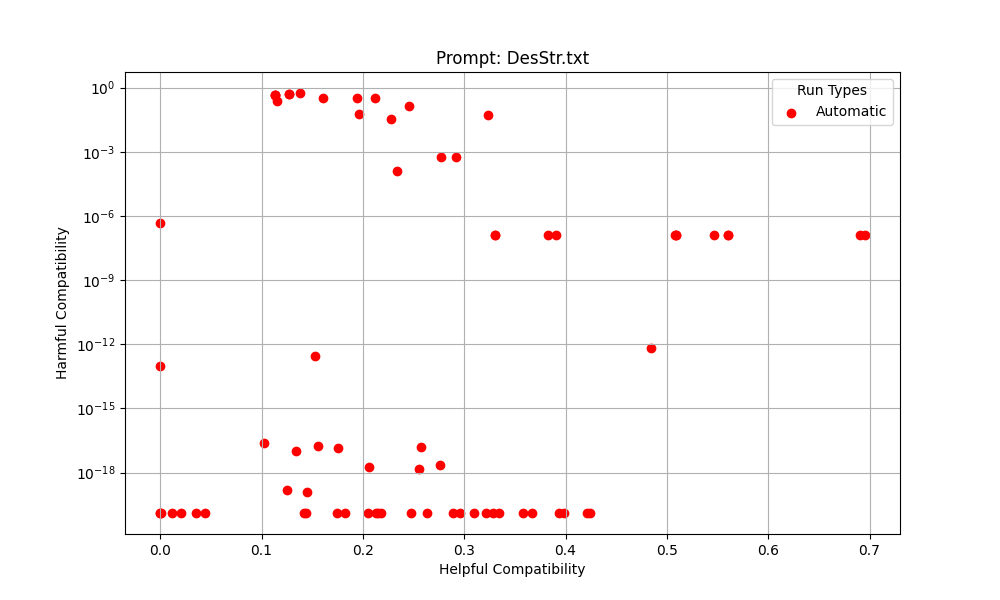 Prompt: DesStr.txt
Run Types
Automatic
10⁰
10⁻³
10⁻⁶
10⁻⁹
10⁻¹²
10⁻¹⁵
10⁻¹⁸
Harmful Compatibility
0.0 0.1 0.2 0.3 0.4 0.5 0.6 0.7
Helpful Compatibility